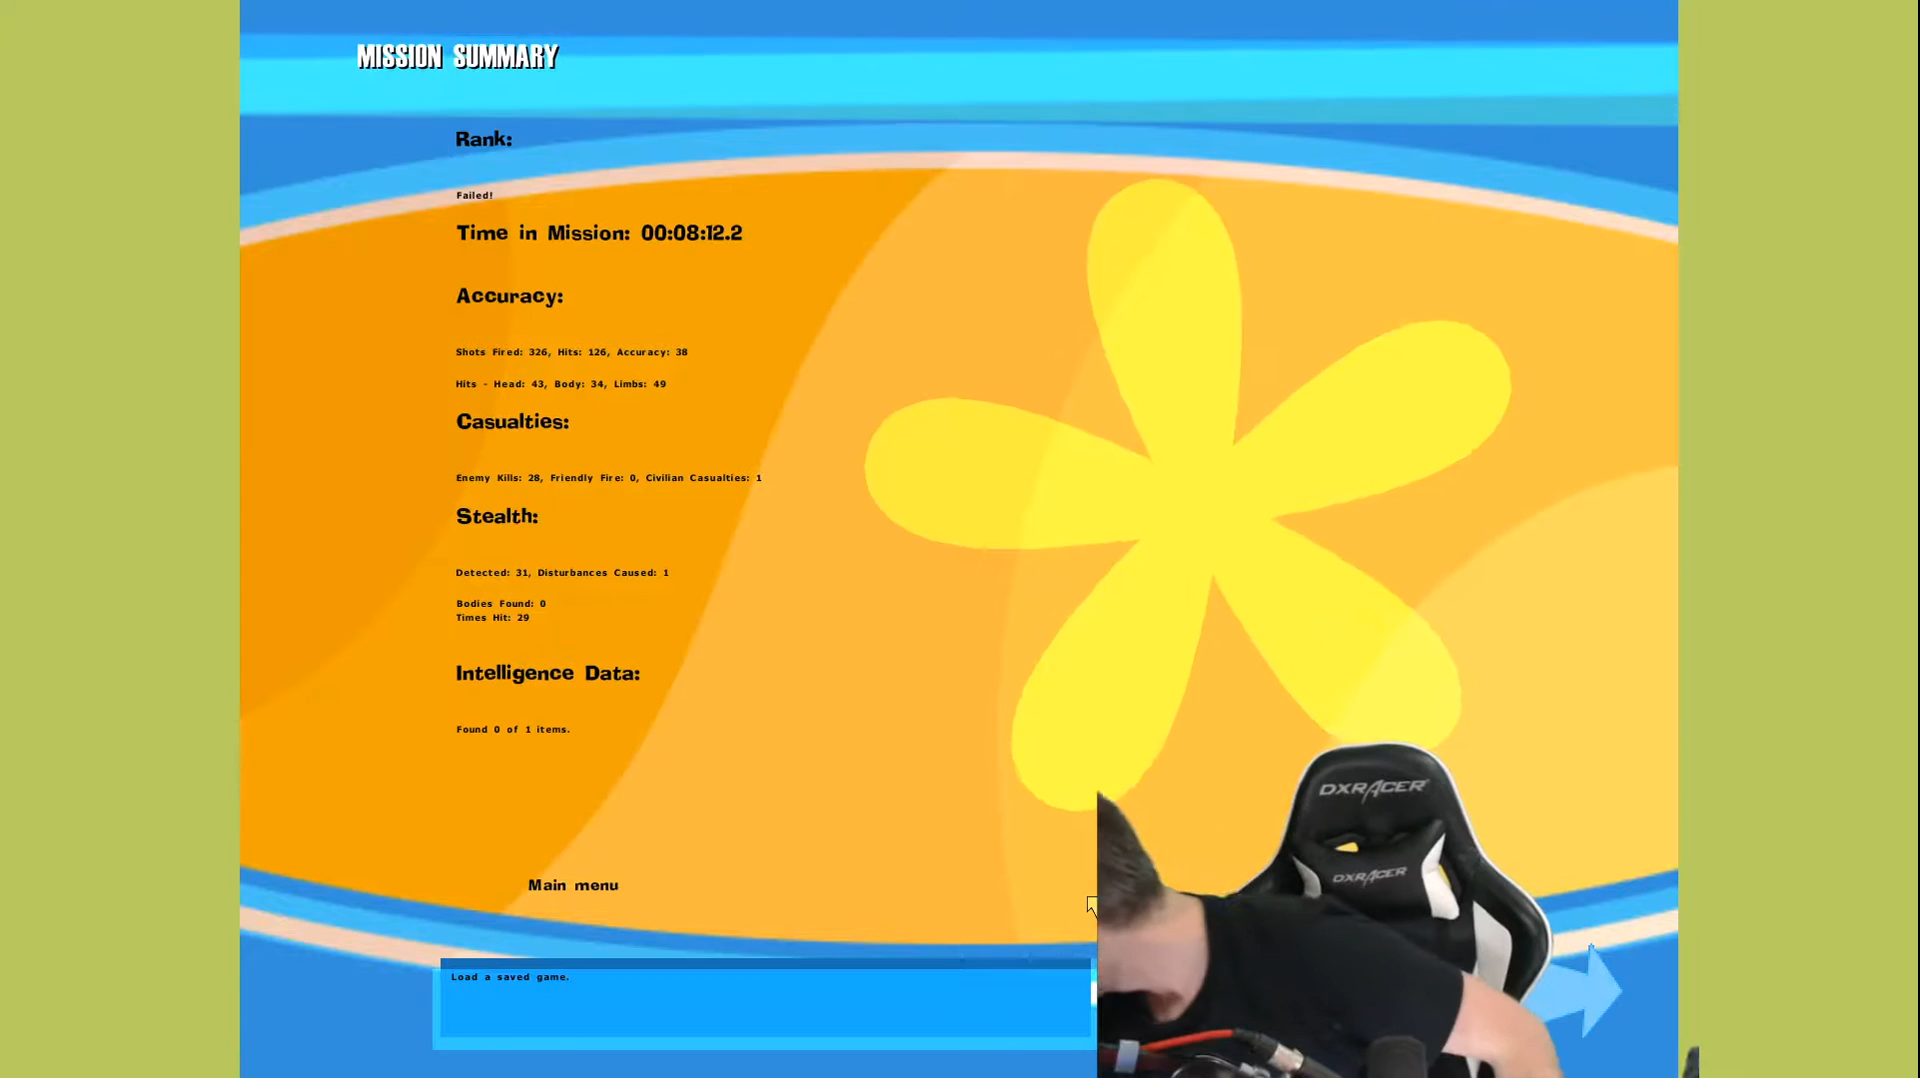 MISSION SUMMARY
Rank:
Failed!
Time in Mission: 00:08:12.2
Accuracy:
Shots Fired: 326, Hits: 126, Accuracy: 38
Hits - Head: 43, Body: 34, Limbs: 49
Casualties:
Enemy Kills: 28, Friendly Fire: 0, Civilian Casualties: 1
Stealth:
Detected: 31, Disturbances Caused: 1
Bodies Found: 0
Times Hit: 29
Intelligence Data:
Found 0 of 1 items.
DXRACER
DXRACER
Main menu
Load a saved game.